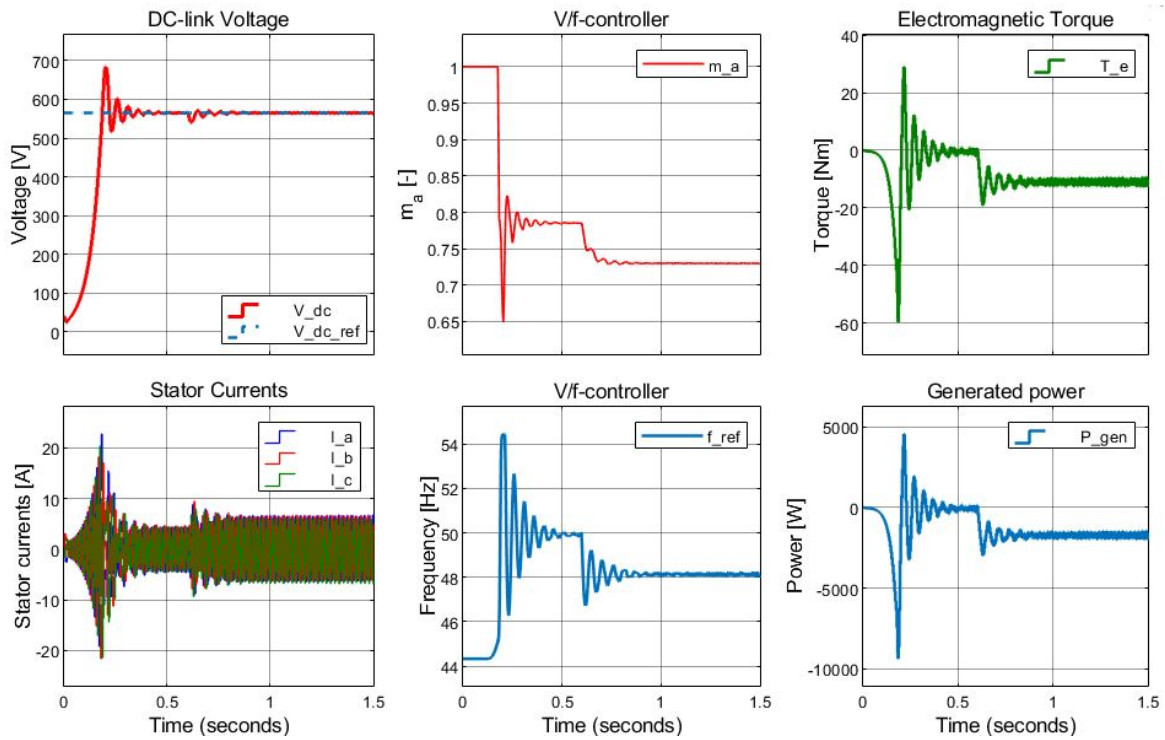 DC-link Voltage
Voltage [V]
700
600
500
400
300
200
100
0
V_dc
V_dc_ref
V/f-controller
m_a [-]
1
0.95
0.9
0.85
0.8
0.75
0.7
0.65
m_a
Electromagnetic Torque
Torque [Nm]
40
20
0
-20
-40
-60
T_e
Stator Currents
Stator currents [A]
20
10
0
-10
-20
I_a
I_b
I_c
0 0.5 1 1.5
Time (seconds)
V/f-controller
Frequency [Hz]
54
52
50
48
46
44
f_ref
0 0.5 1 1.5
Time (seconds)
Generated power
Power [W]
5000
0
-5000
-10000
P_gen
0 0.5 1 1.5
Time (seconds)